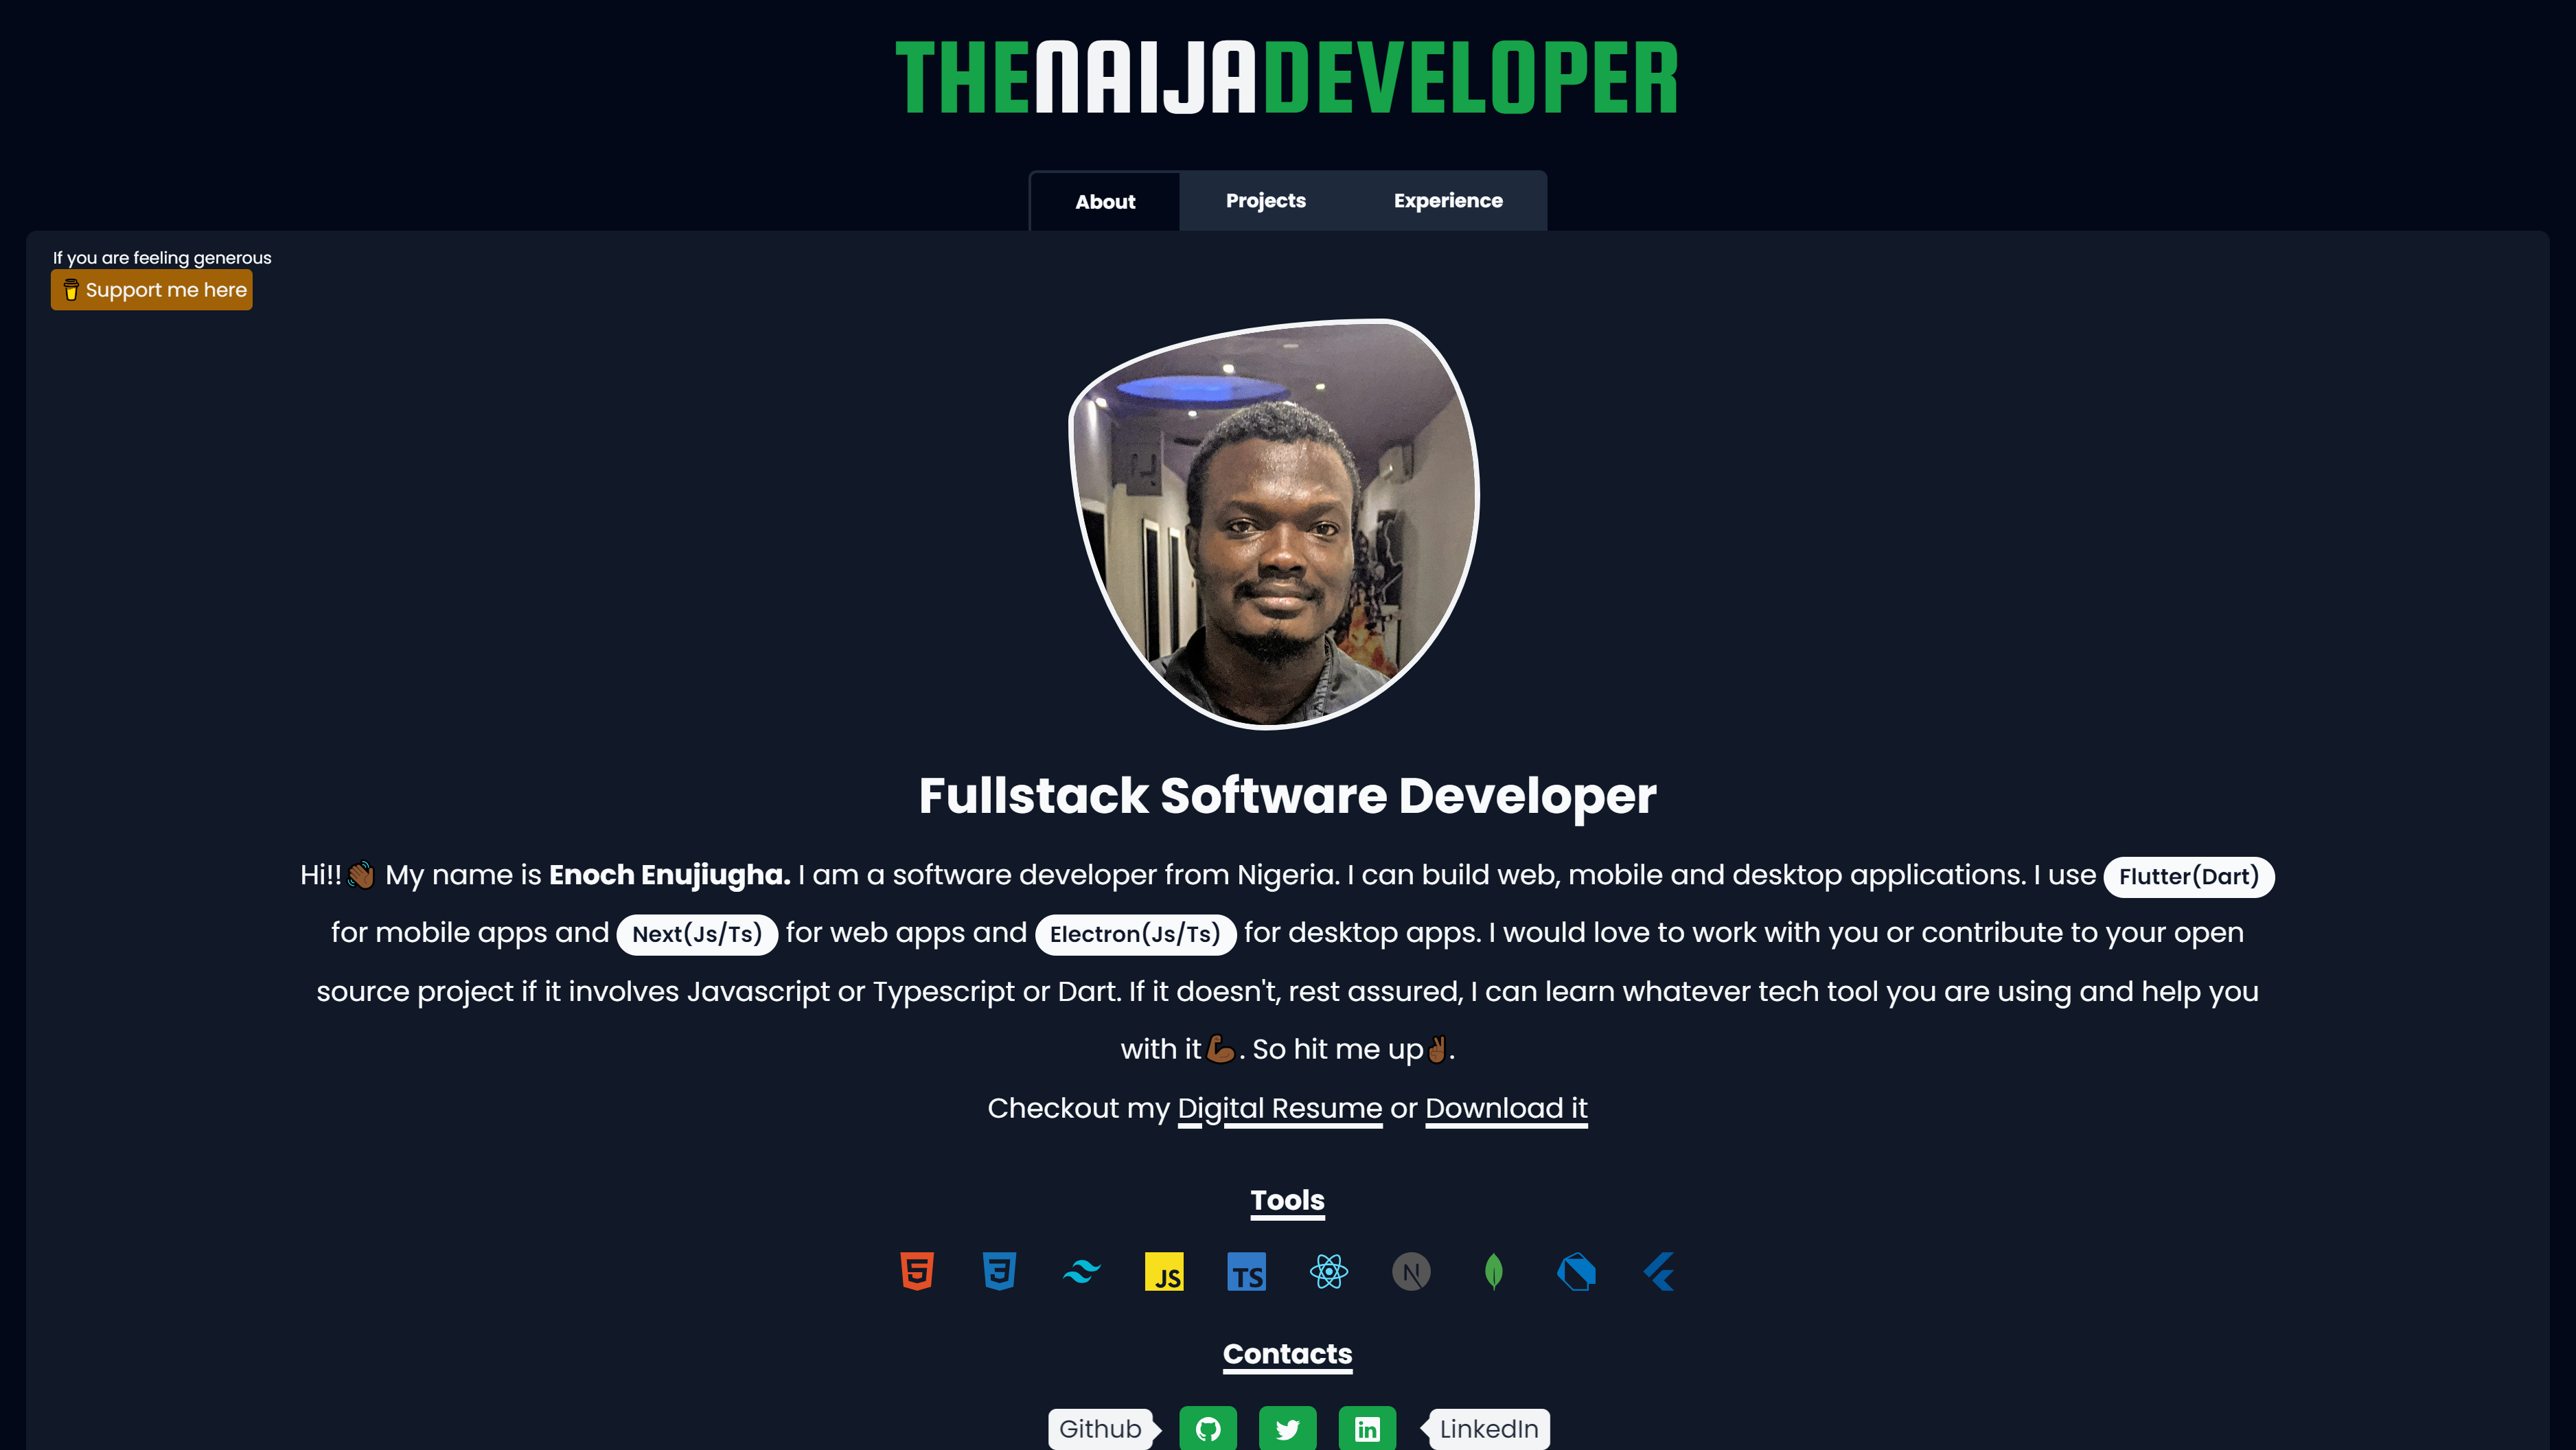 THENAIJADEVELOPER
About Projects Experience
If you are feeling generous
Support me here
Fullstack Software Developer
Hi!!👋🏾 My name is Enoch Enujiugha. I am a software developer from Nigeria. I can build web, mobile and desktop applications. I use Flutter(Dart)
for mobile apps and Next(Js/Ts) for web apps and Electron(Js/Ts) for desktop apps. I would love to work with you or contribute to your open
source project if it involves Javascript or Typescript or Dart. If it doesn't, rest assured, I can learn whatever tech tool you are using and help you
with it💪🏾. So hit me up✌🏾.
Checkout my Digital Resume or Download it
Tools
5 3 JS TS N
Contacts
Github in LinkedIn